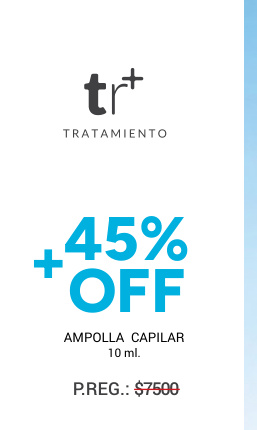 tr+
TRATAMIENTO
+45%
OFF
AMPOLLA CAPILAR
10 ml.
P.REG.: $7500